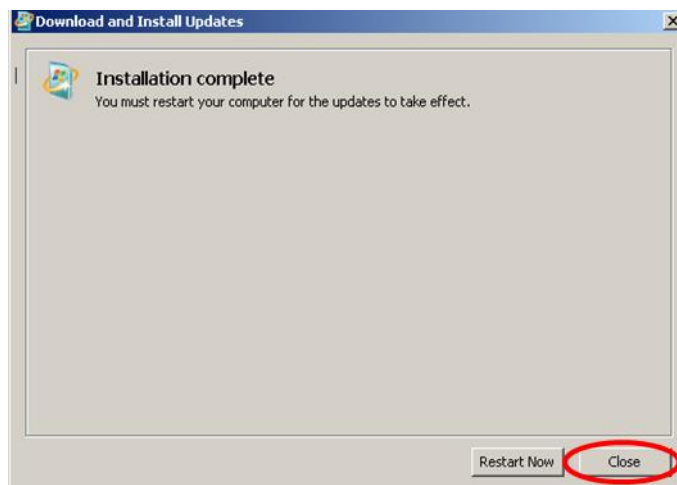 Download and Install Updates
Installation complete
You must restart your computer for the updates to take effect.
Restart Now Close